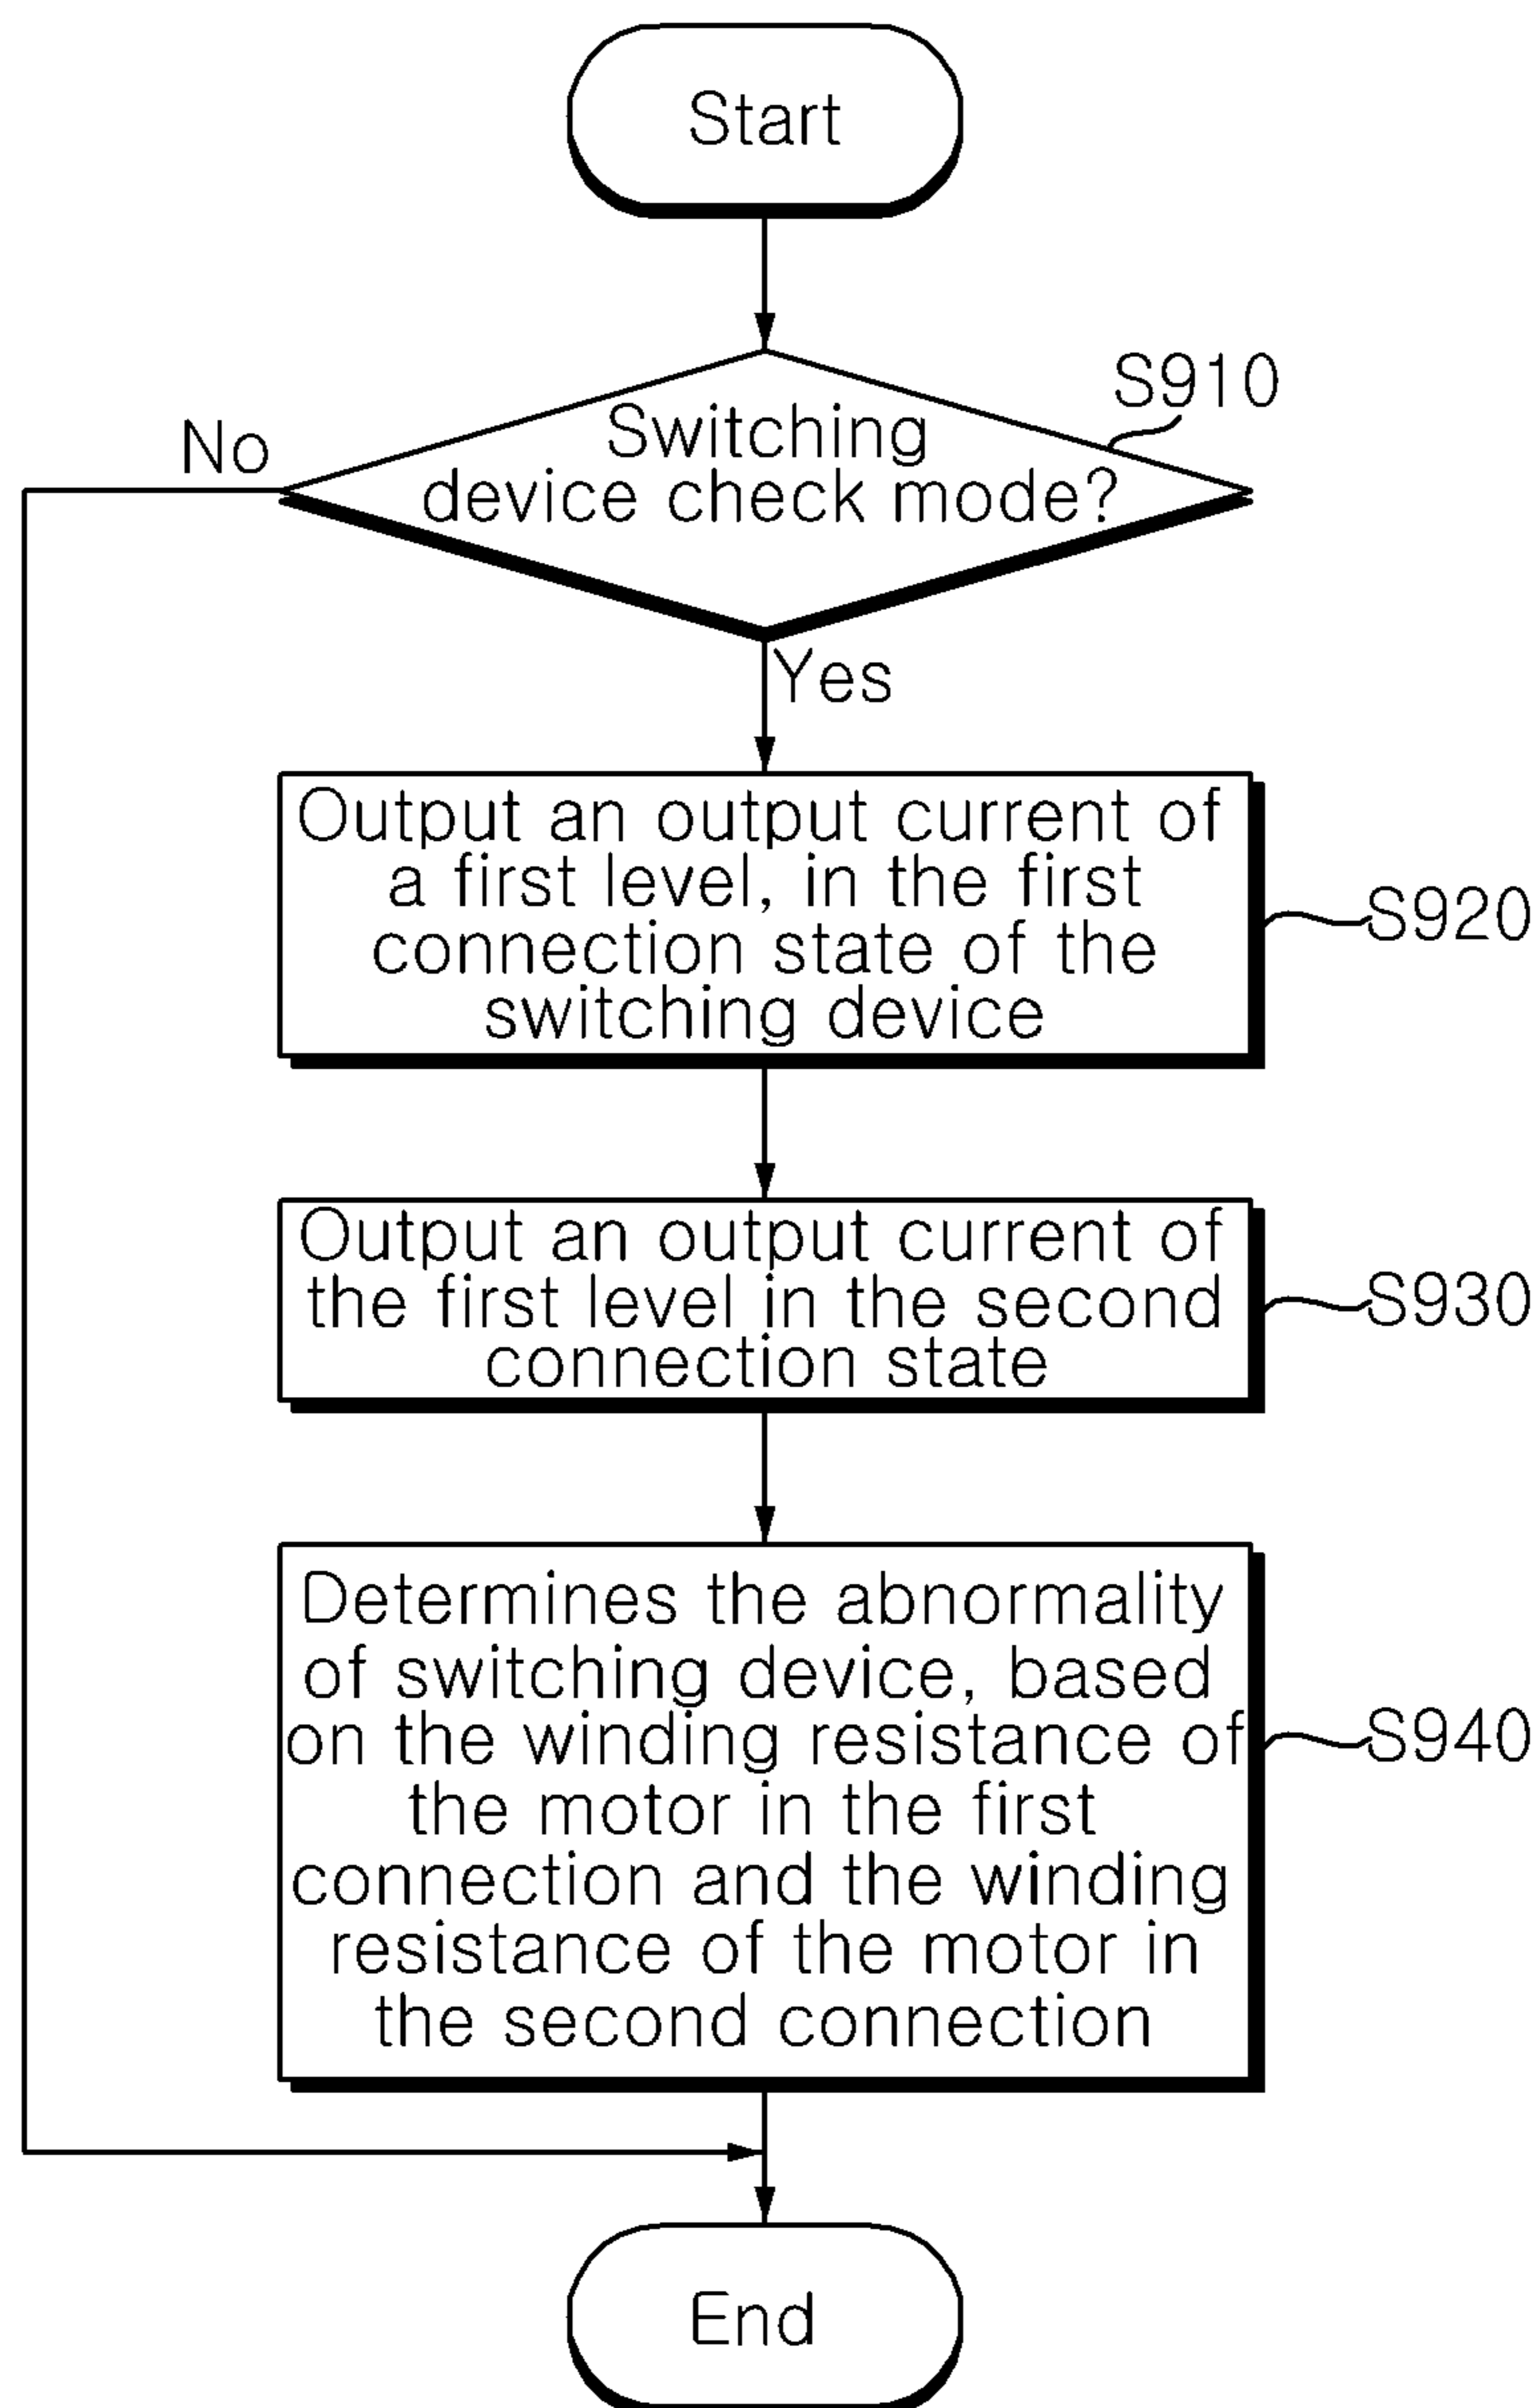 Start
S910
No
Switching
device check mode?
Yes
Output an output current of
a first level, in the first
connection state of the
switching device
S920
Output an output current of
the first level in the second
connection state
S930
Determines the abnormality
of switching device, based
on the winding resistance of
the motor in the first
connection and the winding
resistance of the motor in
the second connection
S940
End